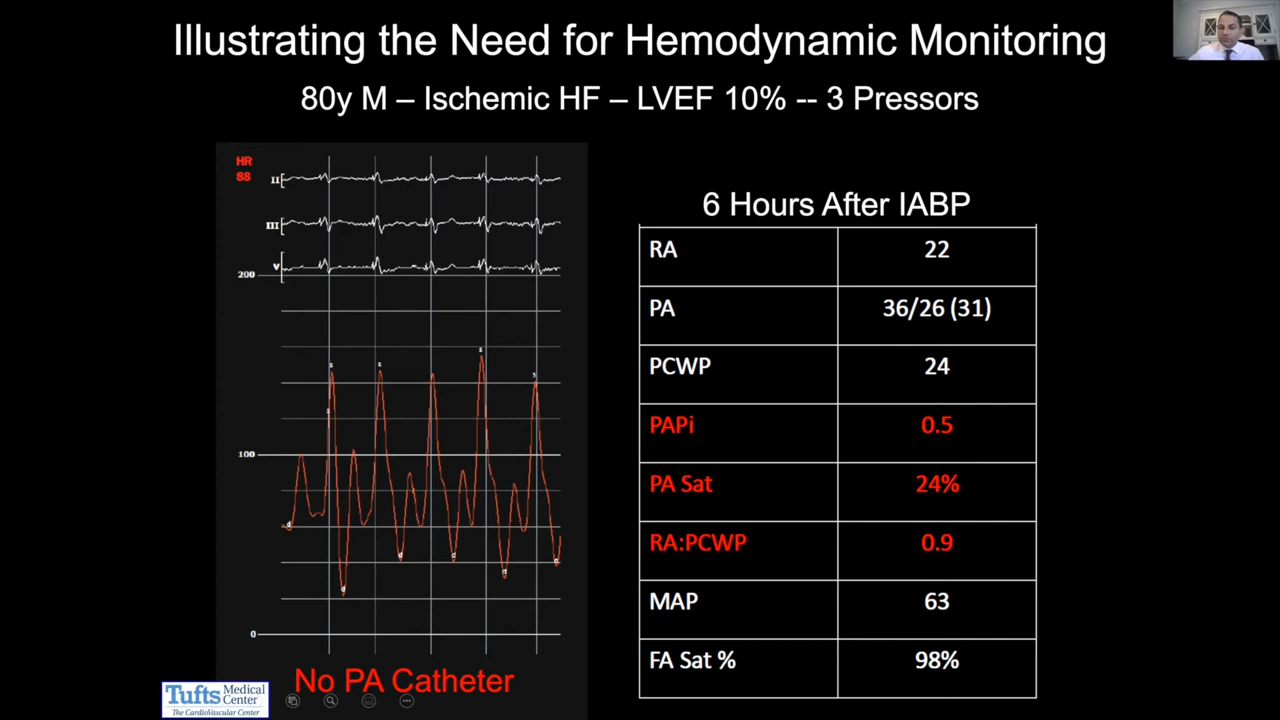 Illustrating the Need for Hemodynamic Monitoring
80y M – Ischemic HF – LVEF 10% -- 3 Pressors
HR
88
II
III
V
200
s
s
s
s
s
100
d
d
d
d
d
d
0
No PA Catheter
6 Hours After IABP
RA 22
PA 36/26 (31)
PCWP 24
PAPi 0.5
PA Sat 24%
RA:PCWP 0.9
MAP 63
FA Sat % 98%
Tufts Medical Center
The CardioVascular Center